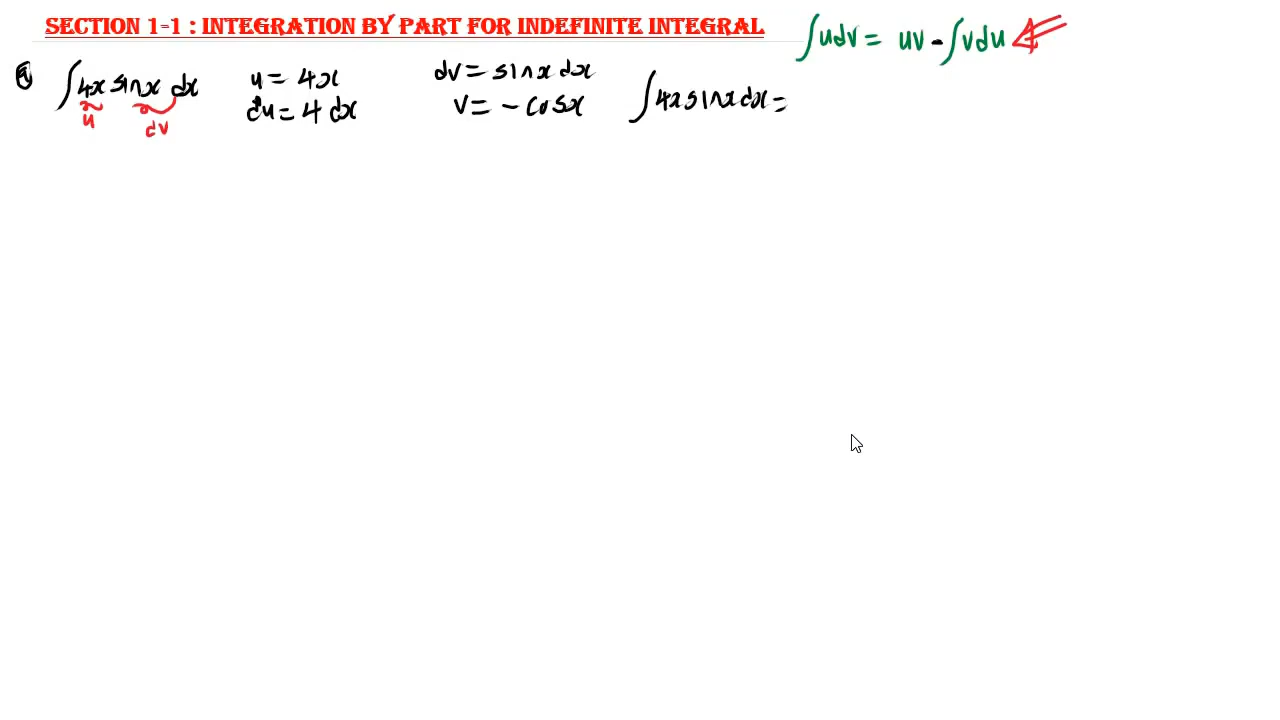 SECTION 1-1 : INTEGRATION BY PART FOR INDEFINITE INTEGRAL
∫udv = uv - ∫vdu
∫4x sinx dx
u
dv
u = 4x
du = 4 dx
dv = sinx dx
v = - cosx
∫4x sinx dx =